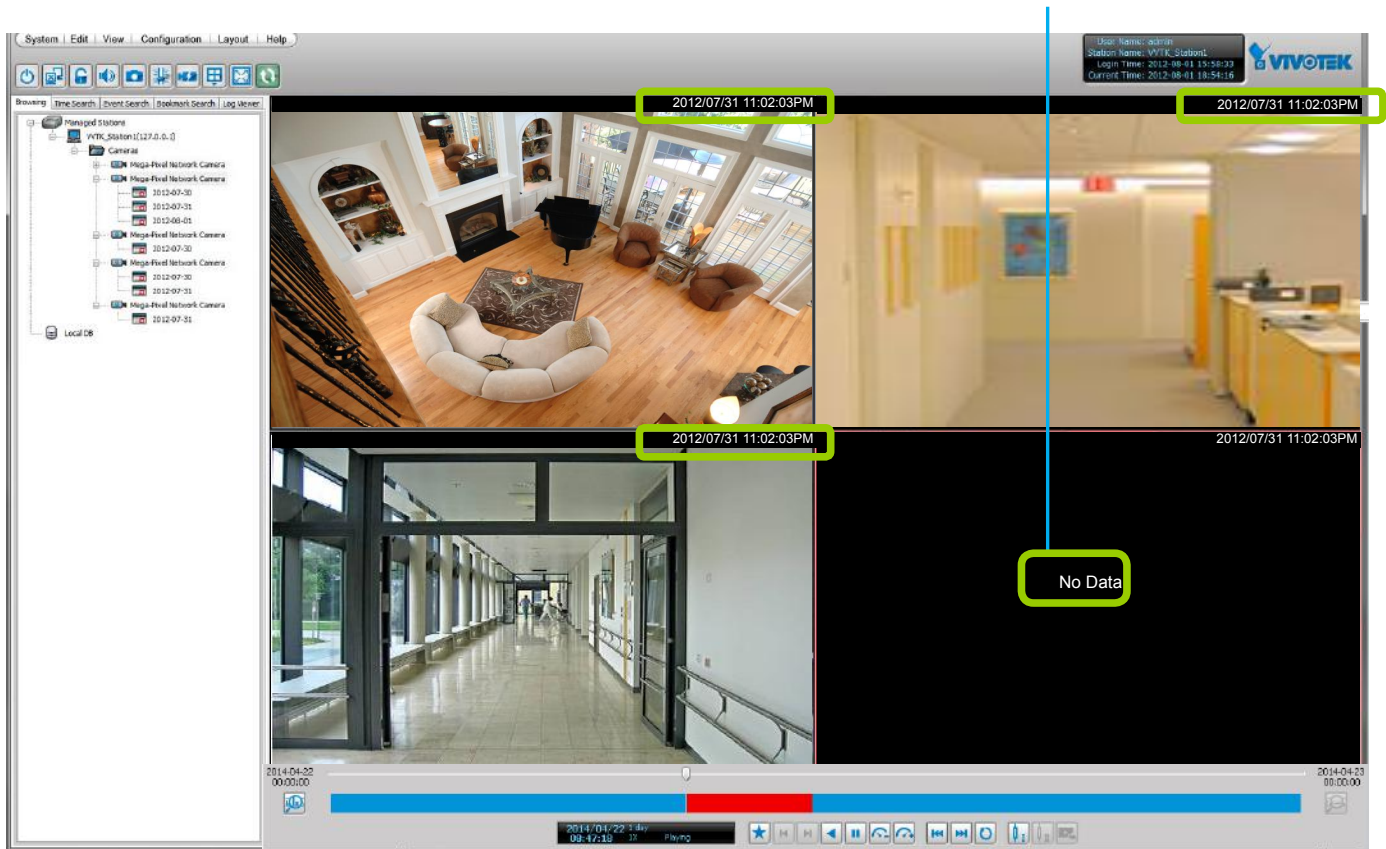 System Edit View Configuration Layout Help
User Name: admin
Station Name: VVTK_Station1
Login Time: 2012-08-01 15:58:33
Current Time: 2012-08-01 18:54:16
VIVOTEK
Browsing Time Search Event Search Bookmark Search Log Viewer
Managed Stations
VVTK_Station1(127.0.0.1)
Cameras
Mega-Pixel Network Camera
Mega-Pixel Network Camera
2012-07-30
2012-07-31
2012-08-01
Mega-Pixel Network Camera
2012-07-30
Mega-Pixel Network Camera
2012-07-30
2012-07-31
Mega-Pixel Network Camera
2012-07-31
Local DB
2012/07/31 11:02:03PM
2012/07/31 11:02:03PM
2012/07/31 11:02:03PM
2012/07/31 11:02:03PM
No Data
2014-04-22
00:00:00
2014-04-23
00:00:00
2014/04/22 1 day
08:47:18 1X Playing